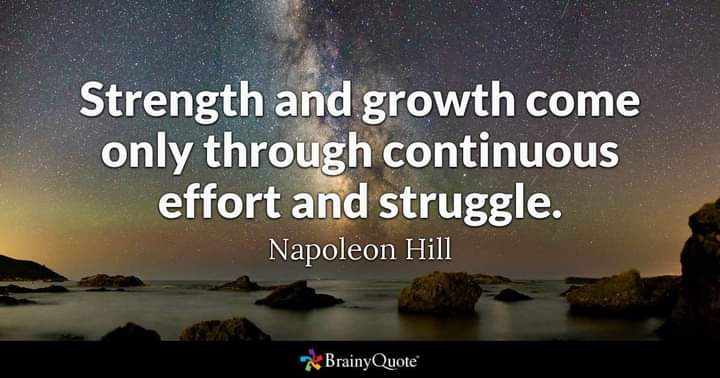 Strength and growth come
only through continuous
effort and struggle.
Napoleon Hill
BrainyQuote®